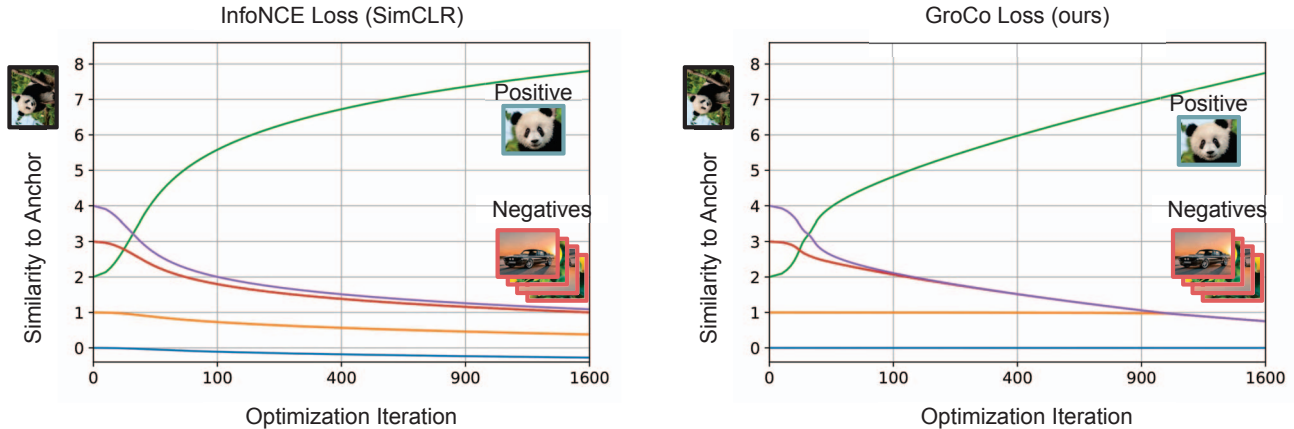 InfoNCE Loss (SimCLR)
8
7
6
5
4
3
2
1
0
Similarity to Anchor
Positive
Negatives
0 100 400 900 1600
Optimization Iteration
GroCo Loss (ours)
8
7
6
5
4
3
2
1
0
Similarity to Anchor
Positive
Negatives
0 100 400 900 1600
Optimization Iteration